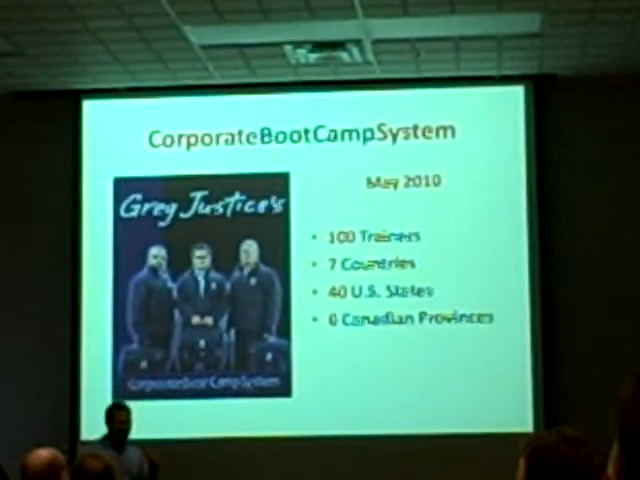 CorporateBootCampSystem
May 2010
Greg Justice's
• 100 Trainers
• 7 Countries
• 40 U.S. States
• 6 Canadian Provinces
CorporateBootCampSystem